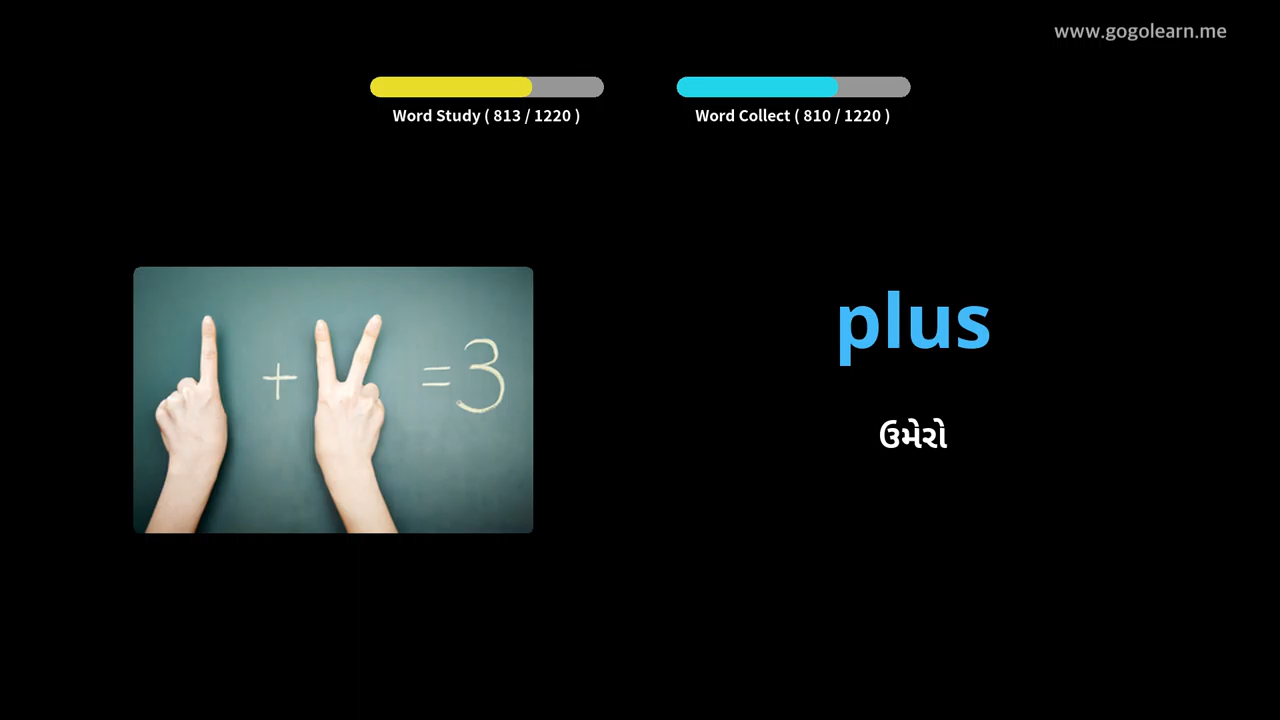 www.gogolearn.me
Word Study ( 813 / 1220 )
Word Collect ( 810 / 1220 )
+ = 3
plus
ઉમેરો